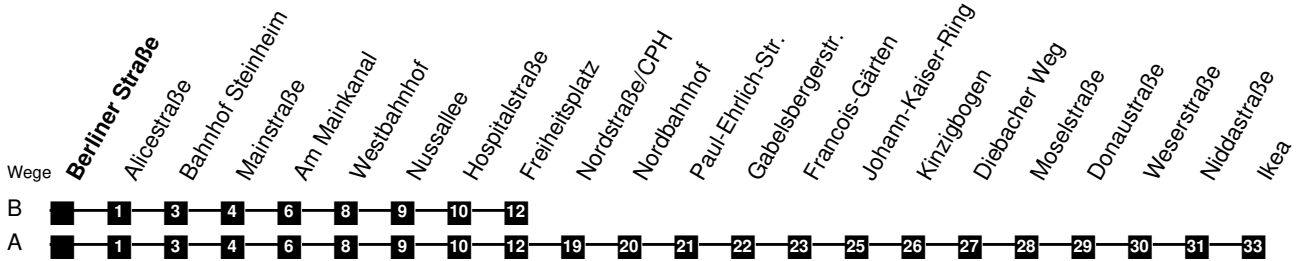 Wege
Berliner Straße
Alicestraße
Bahnhof Steinheim
Mainstraße
Am Mainkanal
Westbahnhof
Nussallee
Hospitalstraße
Freiheitsplatz
Nordstraße/CPH
Nordbahnhof
Paul-Ehrlich-Str.
Gabelsbergerstr.
Francois-Gärten
Johann-Kaiser-Ring
Kinzigbogen
Diebacher Weg
Moselstraße
Donaustraße
Weserstraße
Niddastraße
Ikea
B 1 3 4 6 8 9 10 12
A 1 3 4 6 8 9 10 12 19 20 21 22 23 25 26 27 28 29 30 31 33